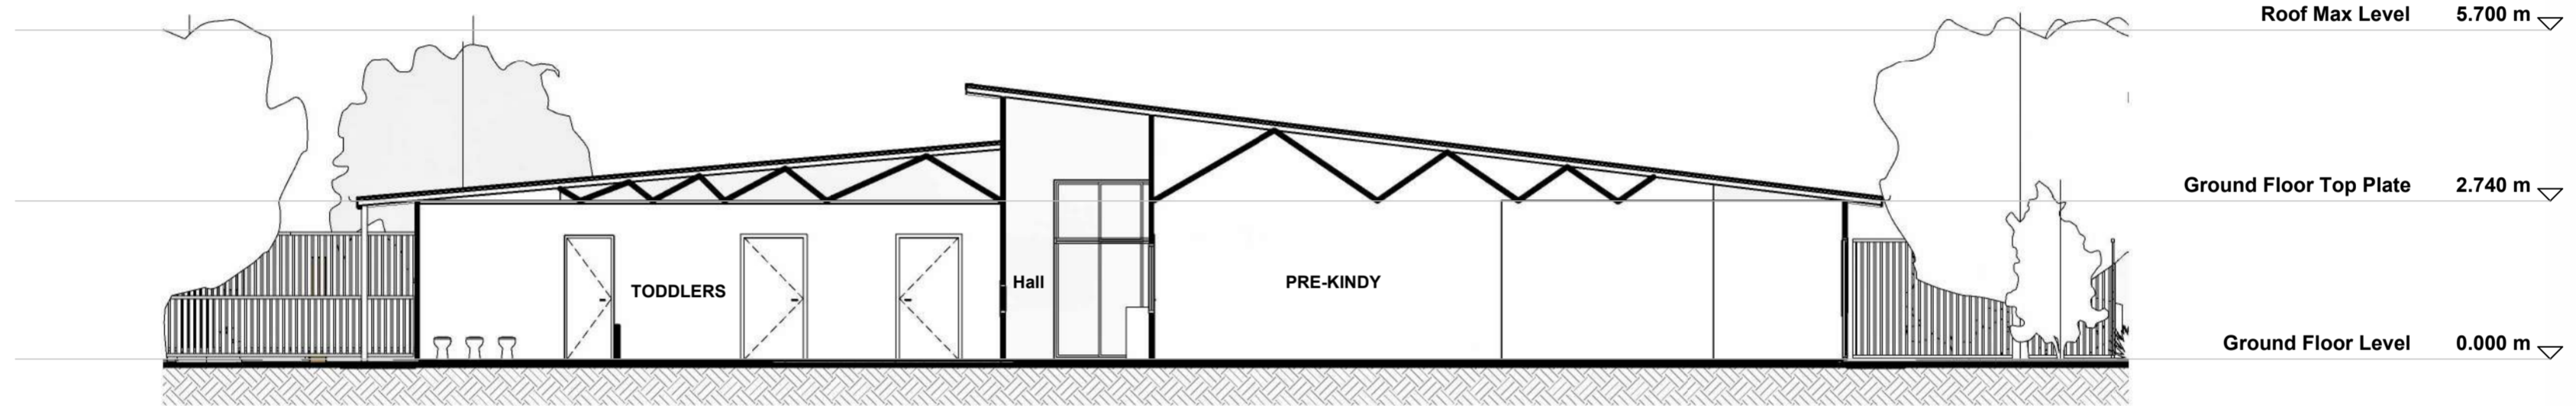 Roof Max Level 5.700 m
Ground Floor Top Plate 2.740 m
TODDLERS
Hall
PRE-KINDY
Ground Floor Level 0.000 m